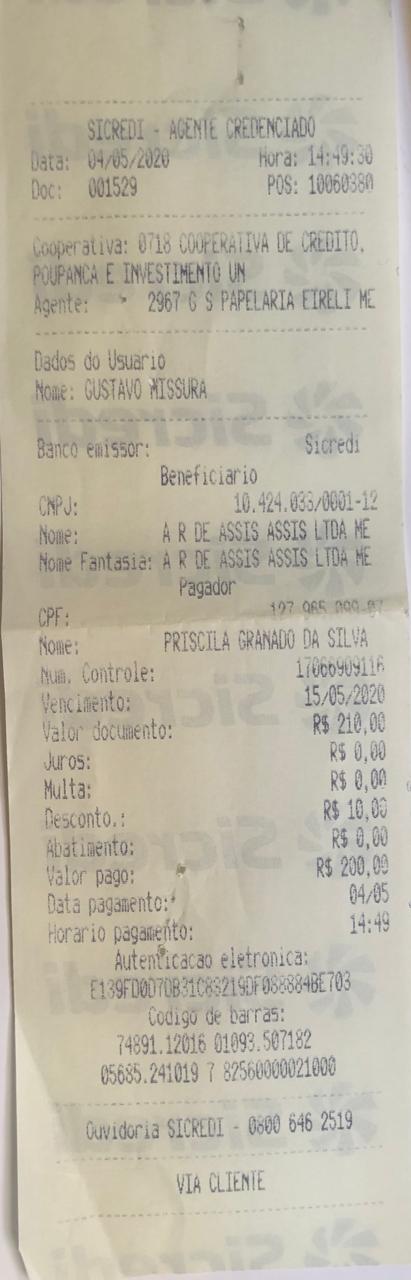 SICREDI - AGENTE CREDENCIADO
Data: 04/05/2020 Hora: 14:49:30
Doc: 001529 POS: 10060380
Cooperativa: 0718 COOPERATIVA DE CREDITO,
POUPANCA E INVESTIMENTO UN
Agente: 2967 G S PAPELARIA EIRELI ME
Dados do Usuario
Nome: GUSTAVO MISSURA
Banco emissor: Sicredi
Beneficiario
CNPJ: 10.424.033/0001-12
Nome: A R DE ASSIS ASSIS LTDA ME
Nome Fantasia: A R DE ASSIS ASSIS LTDA ME
Pagador
CPF:
Nome: PRISCILA GRANADO DA SILVA
Num. Controle: 17066909116
Vencimento: 15/05/2020
Valor documento: R$ 210,00
Juros: R$ 0,00
Multa: R$ 0,00
Desconto.: R$ 10,00
Abatimento: R$ 0,00
Valor pago: R$ 200,00
Data pagamento: 04/05
Horario pagamento: 14:49
Autenticacao eletronica:
Codigo de barras:
74891.12016 01093.507182
05685.241019 7 82560000021000
Ouvidoria SICREDI - 0800 646 2519
VIA CLIENTE